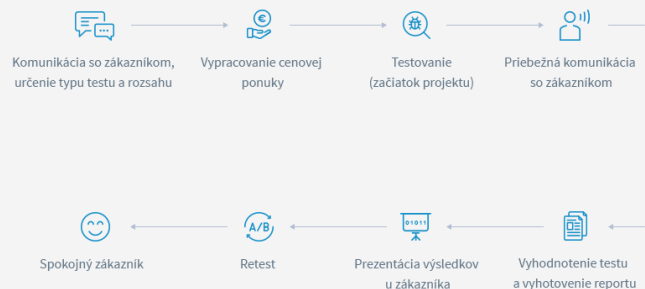 Komunikácia so zákazníkom,
určenie typu testu a rozsahu
Vypracovanie cenovej
ponuky
Testovanie
(začiatok projektu)
Priebežná komunikácia
so zákazníkom
Spokojný zákazník
A/B
Retest
01011
Prezentácia výsledkov
u zákazníka
Vyhodnotenie testu
a vyhotovenie reportu